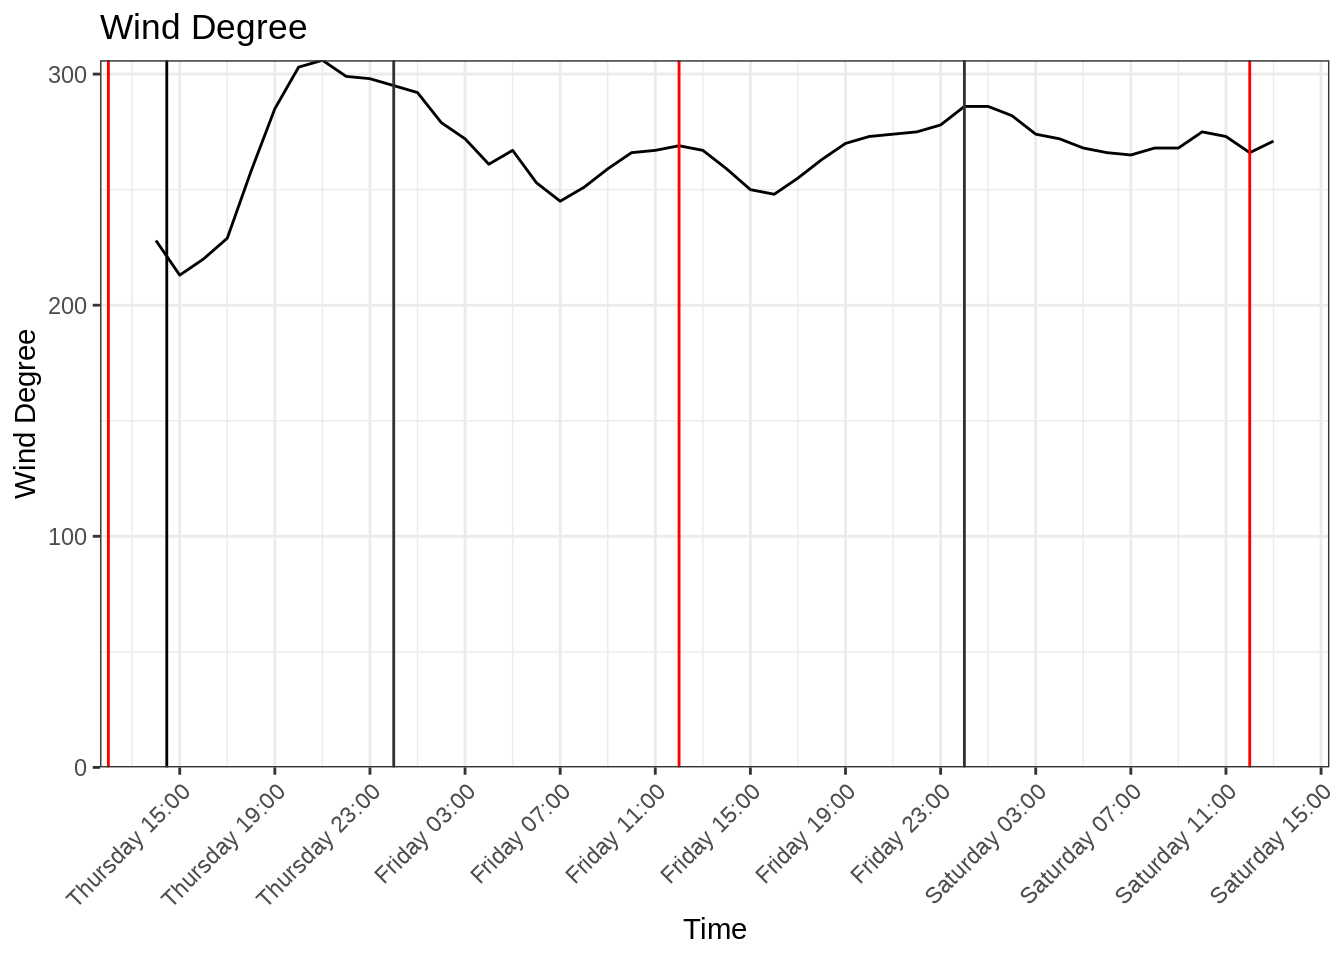 Wind Degree
300
200
100
0
Wind Degree
Thursday 15:00
Thursday 19:00
Thursday 23:00
Friday 03:00
Friday 07:00
Friday 11:00
Friday 15:00
Friday 19:00
Friday 23:00
Saturday 03:00
Saturday 07:00
Saturday 11:00
Saturday 15:00
Time